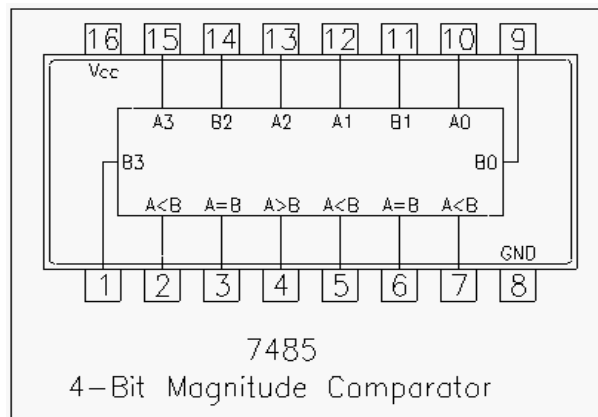 16 15 14 13 12 11 10 9
Vcc
A3 B2 A2 A1 B1 A0
B3 B0
A<B A=B A>B A<B A=B A<B
GND
1 2 3 4 5 6 7 8
7485
4-Bit Magnitude Comparator